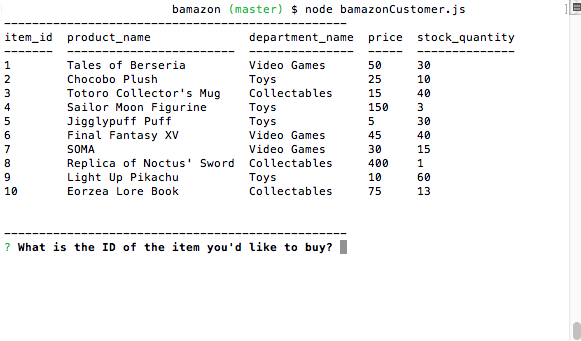 bamazon (master) $ node bamazonCustomer.js ]
-------------------------------------------------
item_id  product_name  department_name  price  stock_quantity
-------  ------------------------  ---------------  -----  --------------
1  Tales of Berseria  Video Games  50  30
2  Chocobo Plush  Toys  25  10
3  Totoro Collector's Mug  Collectables  15  40
4  Sailor Moon Figurine  Toys  150  3
5  Jigglypuff Puff  Toys  5  30
6  Final Fantasy XV  Video Games  45  40
7  SOMA  Video Games  30  15
8  Replica of Noctus' Sword  Collectables  400  1
9  Light Up Pikachu  Toys  10  60
10  Eorzea Lore Book  Collectables  75  13
-------------------------------------------------
? What is the ID of the item you'd like to buy?